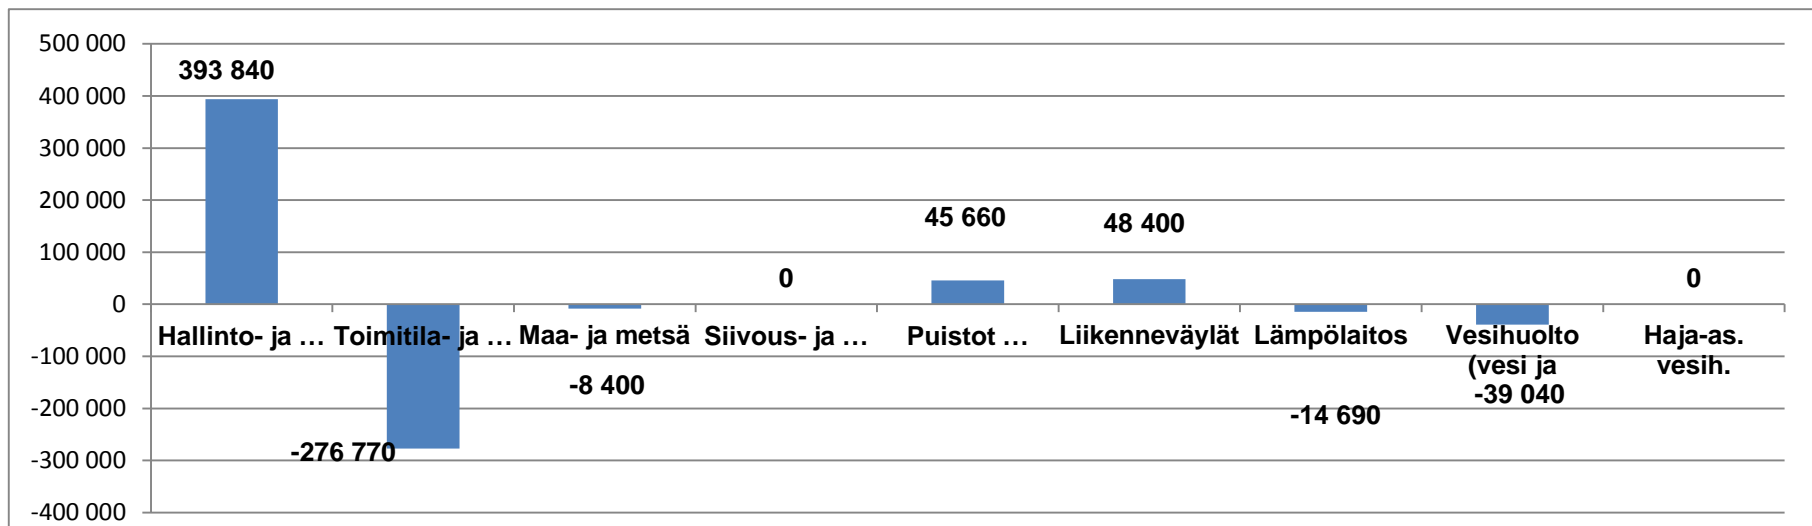 500 000
393 840
400 000
300 000
200 000
45 660
48 400
100 000
0
0
0
Hallinto- ja …
Toimitila- ja …
Maa- ja metsä
Siivous- ja …
Puistot …
Liikenneväylät
Lämpölaitos
Vesihuolto
(vesi ja
Haja-as.
vesih.
-100 000
-8 400
-39 040
-14 690
-200 000
-276 770
-300 000
-400 000